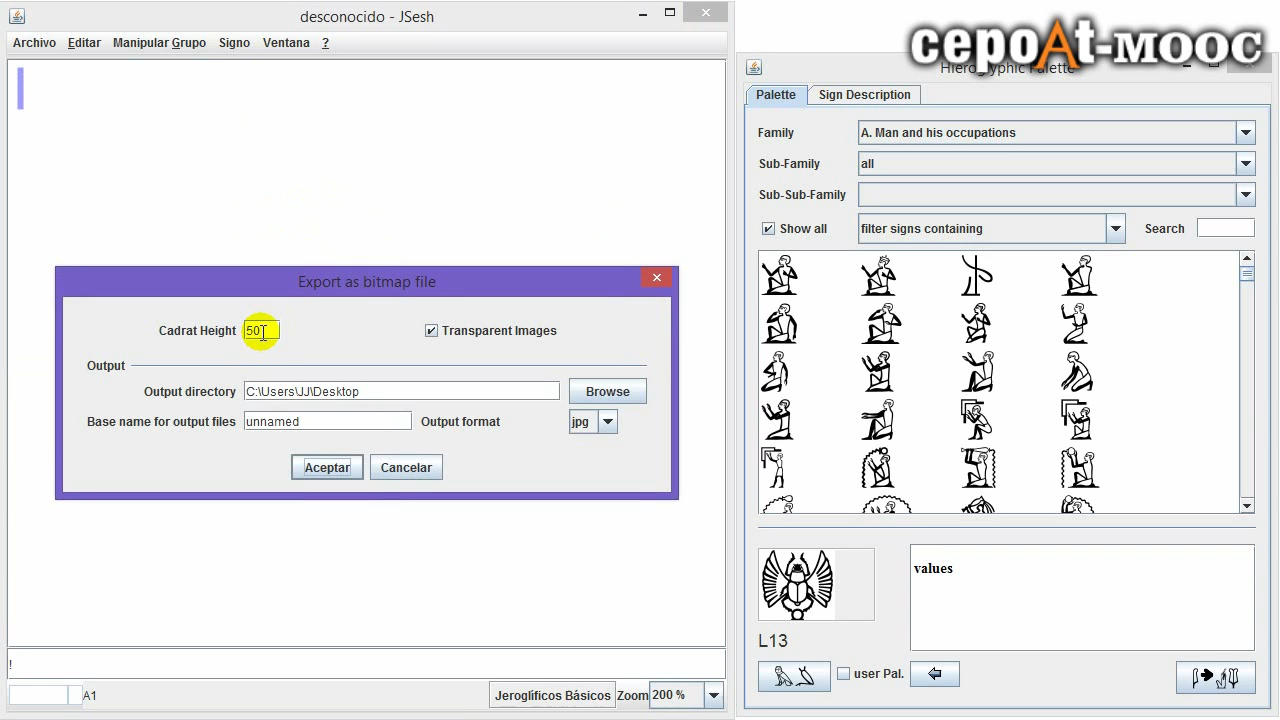 desconocido - JSesh
Archivo Editar Manipular Grupo Signo Ventana ?
cepoAt-mooc
Hieroglyphic Palette
Palette Sign Description
Family A. Man and his occupations
Sub-Family all
Sub-Sub-Family
Show all filter signs containing Search
Export as bitmap file
Cadrat Height 50 Transparent Images
Output
Output directory C:\Users\JJ\Desktop Browse
Base name for output files unnamed Output format jpg
Aceptar Cancelar
values
L13
user Pal.
!
A1 Jeroglíficos Básicos Zoom 200 %